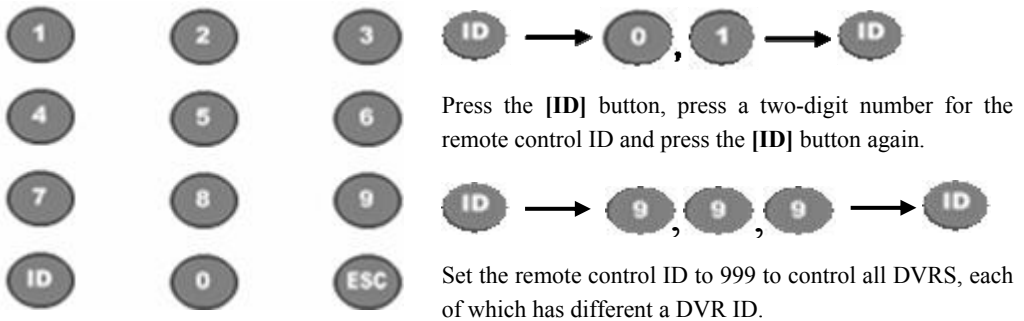 1 2 3
4 5 6
7 8 9
ID 0 ESC
ID 0 , 1 ID
Press the [ID] button, press a two-digit number for the
remote control ID and press the [ID] button again.
ID 9 , 9 , 9 ID
Set the remote control ID to 999 to control all DVRS, each
of which has different a DVR ID.